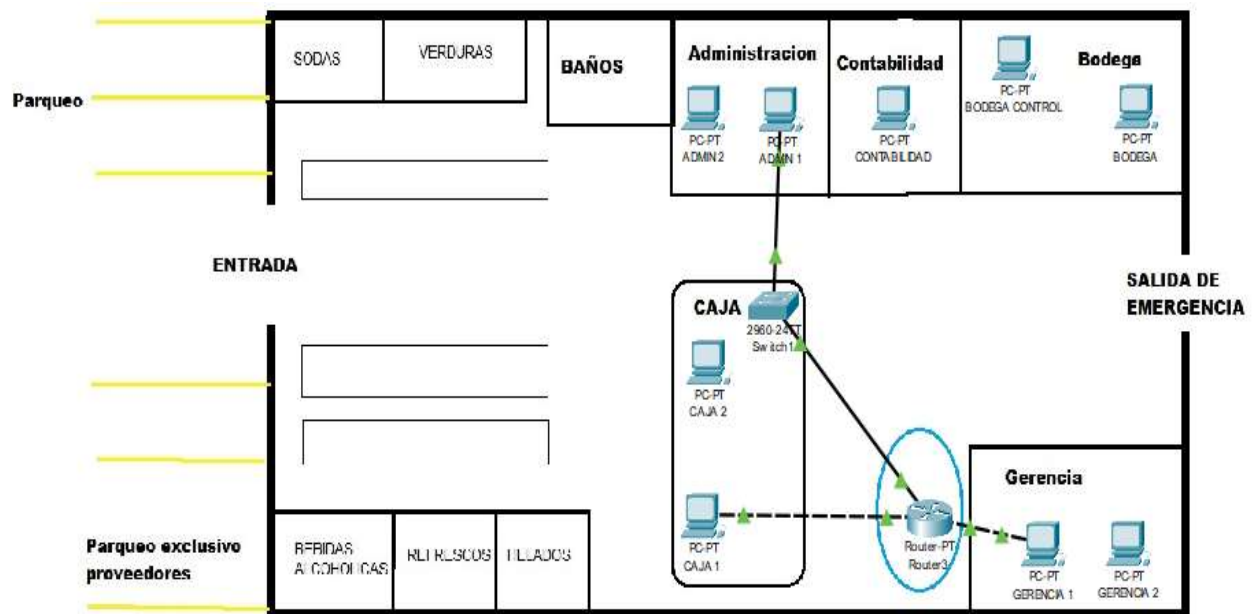 SODAS
VERDURAS
BAÑOS
Administracion
Contabilidad
Bodega
PC-PT
BODEGA CONTROL
Parqueo
PC-PT
ADMIN 2
PC-PT
ADMIN 1
PC-PT
CONTABILIDAD
PC-PT
BODEGA
ENTRADA
SALIDA DE
EMERGENCIA
CAJA
2960-24TT
Switch1
PC-PT
CAJA 2
Gerencia
Parqueo exclusivo
proveedores
BEBIDAS
ALCOHOLICAS
REFRESCOS
HELADOS
PC-PT
CAJA 1
Router-PT
Router3
PC-PT
GERENCIA 1
PC-PT
GERENCIA 2